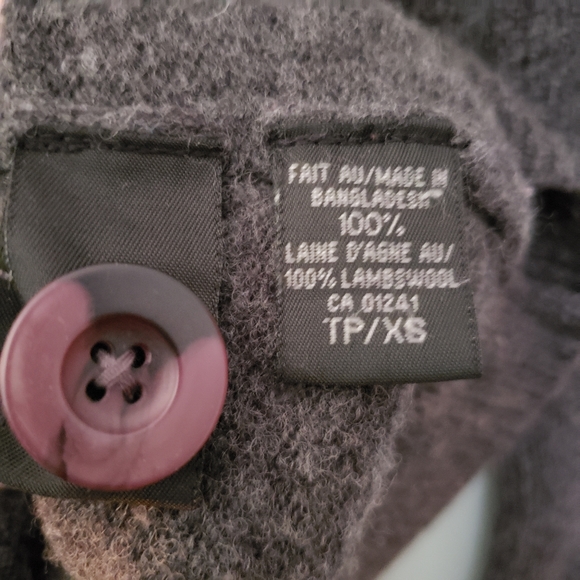 FAIT AU/MADE IN
BANGLADESH
100%
LAINE D'AGNE AU/
100% LAMBSWOOL
CA 01241
TP/XS